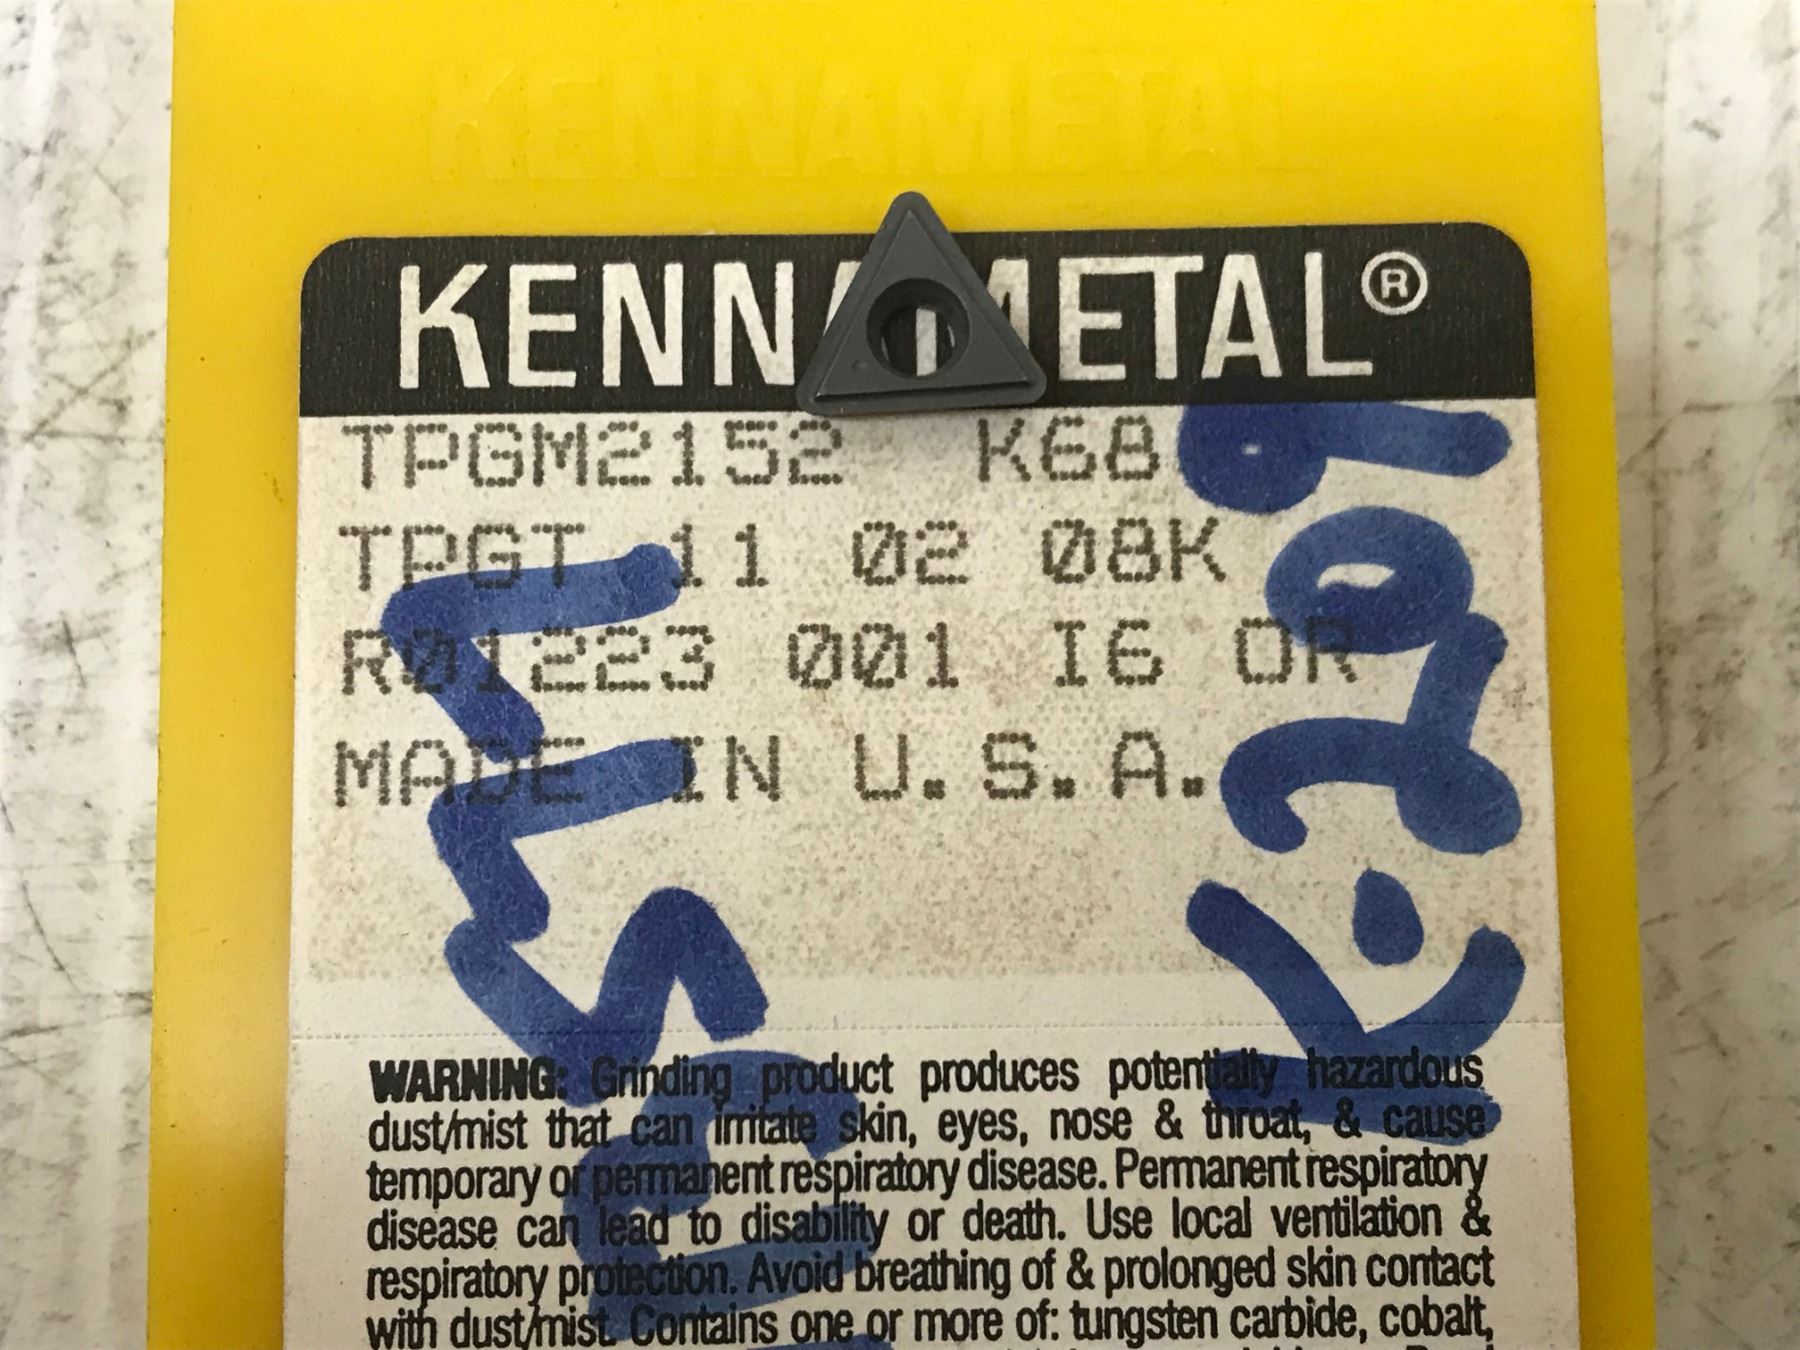 KENNAMETAL
KENNAMETAL®
TPGM2152 K68
TPGT 11 02 08K
R01223 001 I6 OR
MADE IN U.S.A.
WARNING: Grinding product produces potentially hazardous
dust/mist that can irritate skin, eyes, nose & throat, & cause
temporary or permanent respiratory disease. Permanent respiratory
disease can lead to disability or death. Use local ventilation &
respiratory protection. Avoid breathing of & prolonged skin contact
with dust/mist. Contains one or more of: tungsten carbide, cobalt,